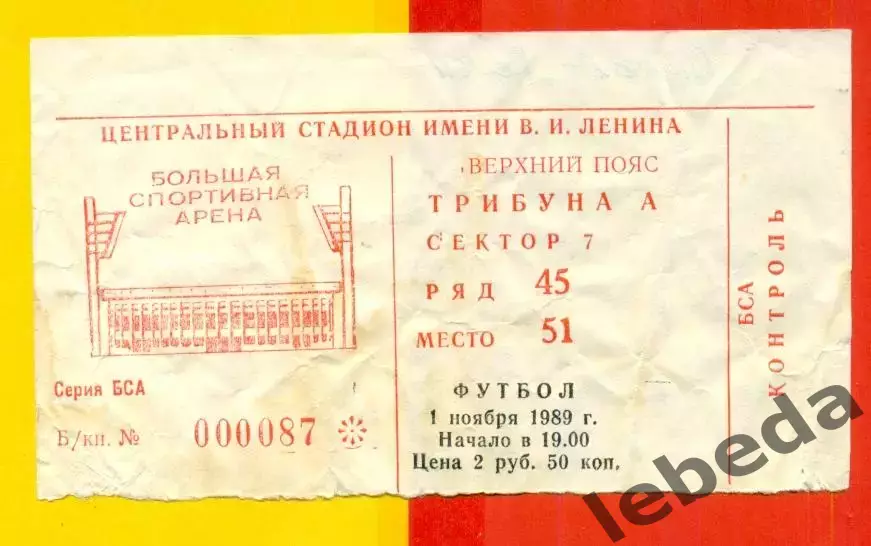 ЦЕНТРАЛЬНЫЙ СТАДИОН ИМЕНИ В. И. ЛЕНИНА
БОЛЬШАЯ
СПОРТИВНАЯ
АРЕНА
Серия БСА
Б/кн. № 000087
ВЕРХНИЙ ПОЯС
ТРИБУНА А
СЕКТОР 7
РЯД 45
МЕСТО 51
ФУТБОЛ
1 ноября 1989 г.
Начало в 19.00
Цена 2 руб. 50 коп.
БСА
КОНТРОЛЬ
lebeda